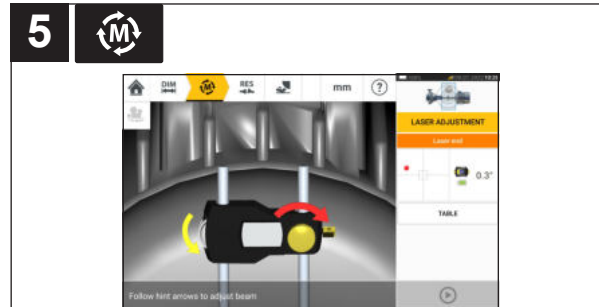 5 M
DIM M RES mm ?
LASER ADJUSTMENT
Laser end
0.3°
TABLE
Follow hint arrows to adjust beam